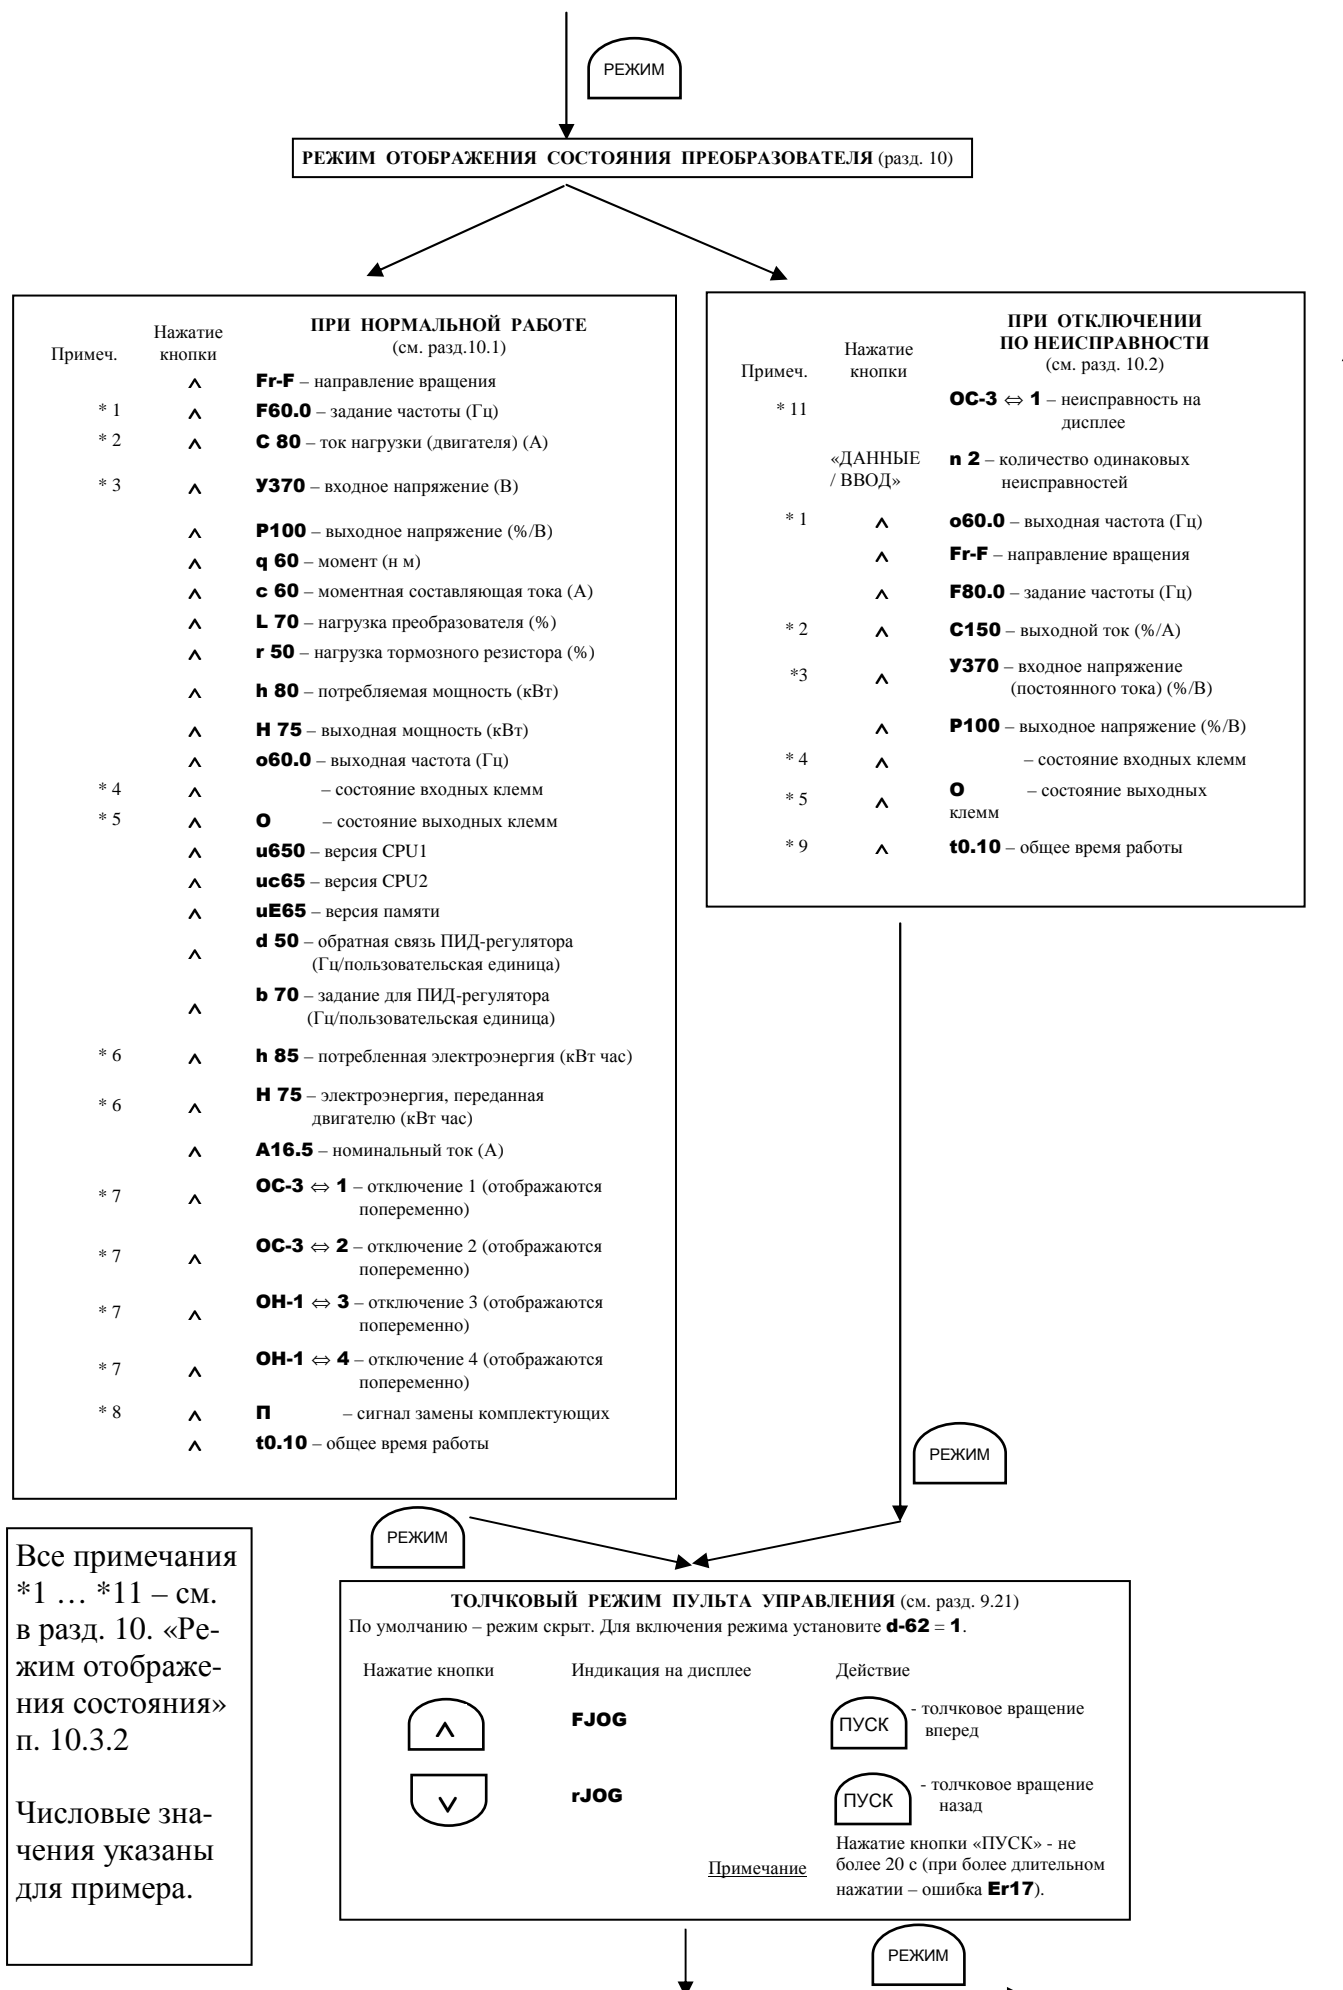 РЕЖИМ
РЕЖИМ ОТОБРАЖЕНИЯ СОСТОЯНИЯ ПРЕОБРАЗОВАТЕЛЯ (разд. 10)
Примеч.
Нажатие
кнопки
ПРИ НОРМАЛЬНОЙ РАБОТЕ
(см. разд.10.1)
^ Fr-F – направление вращения
* 1 ^ F60.0 – задание частоты (Гц)
* 2 ^ C 80 – ток нагрузки (двигателя) (А)
* 3 ^ У370 – входное напряжение (В)
^ P100 – выходное напряжение (%/В)
^ q 60 – момент (н м)
^ c 60 – моментная составляющая тока (А)
^ L 70 – нагрузка преобразователя (%)
^ r 50 – нагрузка тормозного резистора (%)
^ h 80 – потребляемая мощность (кВт)
^ H 75 – выходная мощность (кВт)
^ o60.0 – выходная частота (Гц)
* 4 ^ – состояние входных клемм
* 5 ^ O – состояние выходных клемм
^ u650 – версия CPU1
^ uc65 – версия CPU2
^ uE65 – версия памяти
^ d 50 – обратная связь ПИД-регулятора
(Гц/пользовательская единица)
^ b 70 – задание для ПИД-регулятора
(Гц/пользовательская единица)
* 6 ^ h 85 – потребленная электроэнергия (кВт час)
* 6 ^ H 75 – электроэнергия, переданная
двигателю (кВт час)
^ A16.5 – номинальный ток (А)
* 7 ^ OC-3 ⇔ 1 – отключение 1 (отображаются
попеременно)
* 7 ^ OC-3 ⇔ 2 – отключение 2 (отображаются
попеременно)
* 7 ^ OH-1 ⇔ 3 – отключение 3 (отображаются
попеременно)
* 7 ^ OH-1 ⇔ 4 – отключение 4 (отображаются
попеременно)
* 8 ^ П – сигнал замены комплектующих
^ t0.10 – общее время работы
Примеч.
Нажатие
кнопки
ПРИ ОТКЛЮЧЕНИИ
ПО НЕИСПРАВНОСТИ
(см. разд. 10.2)
* 11 OC-3 ⇔ 1 – неисправность на
дисплее
«ДАННЫЕ
/ ВВОД»
n 2 – количество одинаковых
неисправностей
* 1 ^ o60.0 – выходная частота (Гц)
^ Fr-F – направление вращения
^ F80.0 – задание частоты (Гц)
* 2 ^ C150 – выходной ток (%/А)
*3 ^ У370 – входное напряжение
(постоянного тока) (%/В)
^ P100 – выходное напряжение (%/В)
* 4 ^ – состояние входных клемм
* 5 ^ O – состояние выходных
клемм
* 9 ^ t0.10 – общее время работы
РЕЖИМ
РЕЖИМ
Все примечания
*1 … *11 – см.
в разд. 10. «Ре-
жим отображе-
ния состояния»
п. 10.3.2
Числовые зна-
чения указаны
для примера.
ТОЛЧКОВЫЙ РЕЖИМ ПУЛЬТА УПРАВЛЕНИЯ (см. разд. 9.21)
По умолчанию – режим скрыт. Для включения режима установите d-62 = 1.
Нажатие кнопки Индикация на дисплее Действие
^ FJOG ПУСК - толчковое вращение
вперед
v rJOG ПУСК - толчковое вращение
назад
Примечание
Нажатие кнопки «ПУСК» - не
более 20 с (при более длительном
нажатии – ошибка Er17).
РЕЖИМ